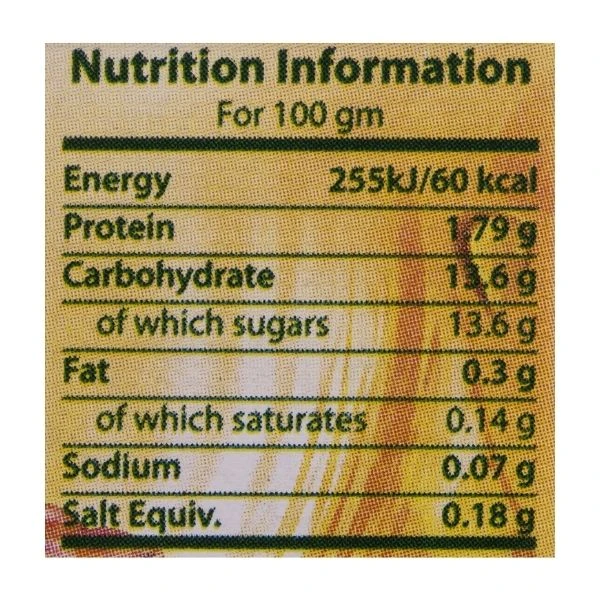 Nutrition Information
For 100 gm
Energy 255kJ/60 kcal
Protein 1.79 g
Carbohydrate 13.6 g
of which sugars 13.6 g
Fat 0.3 g
of which saturates 0.14 g
Sodium 0.07 g
Salt Equiv. 0.18 g